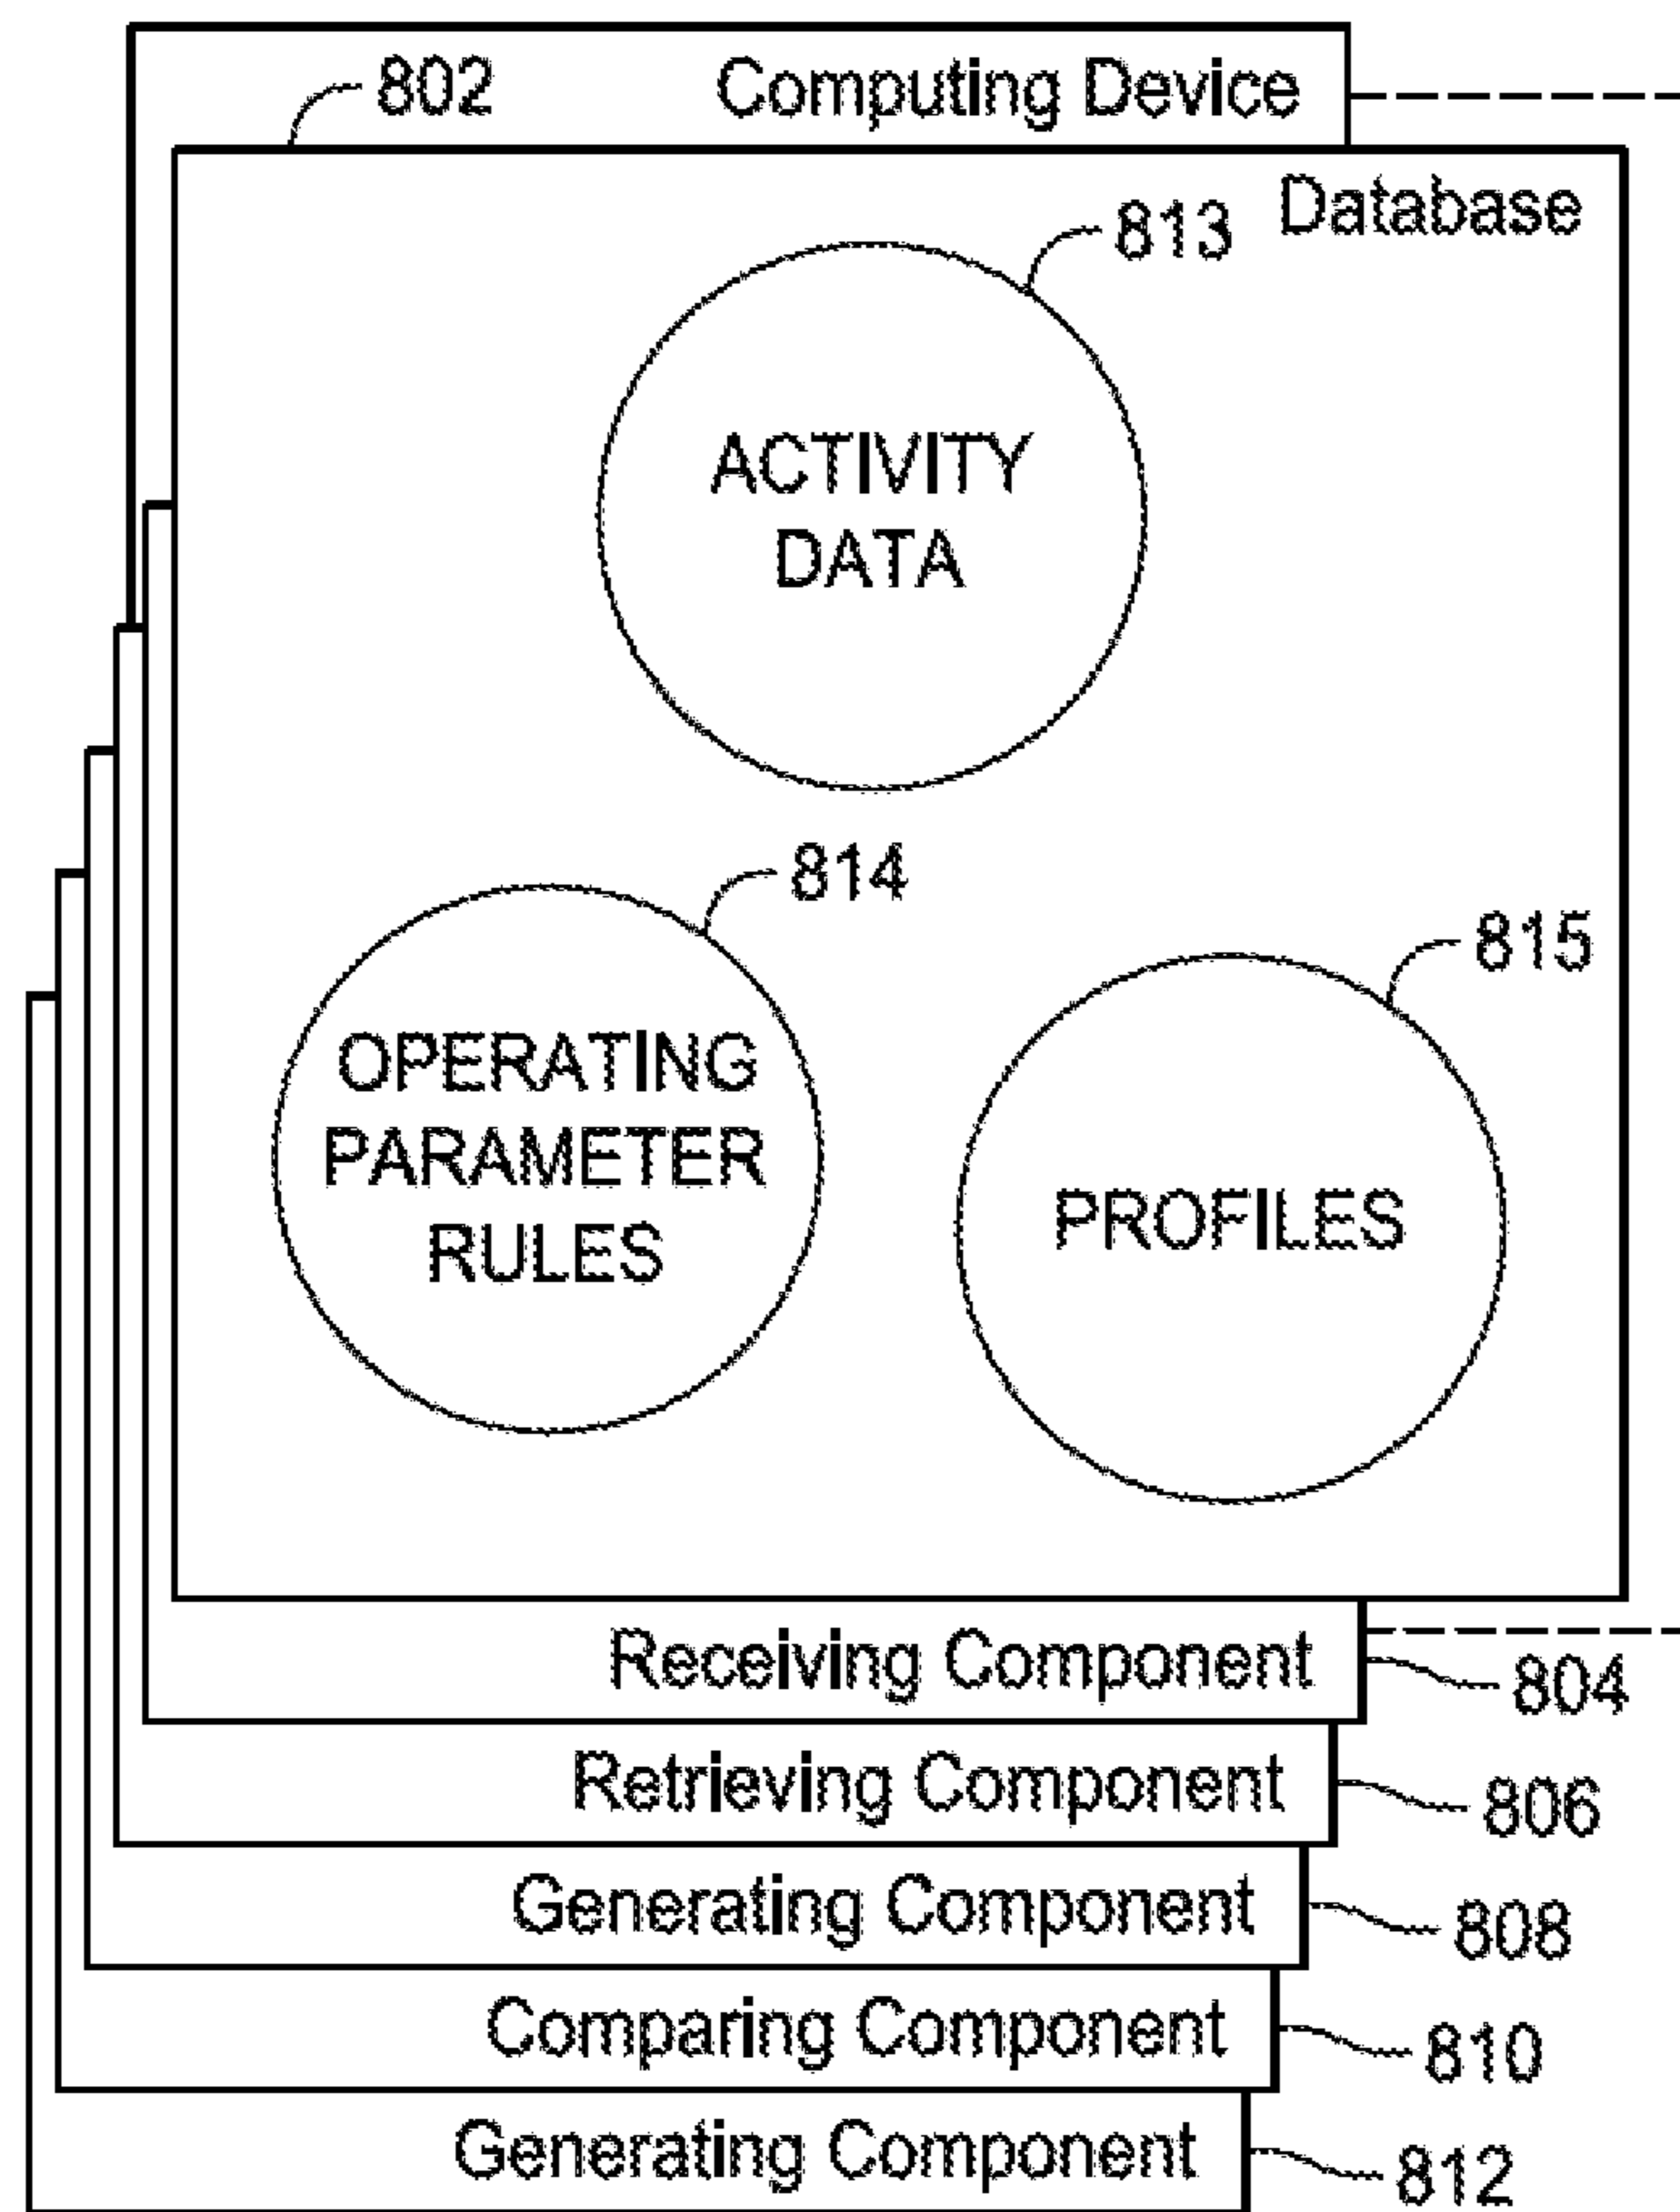 802
Computing Device
Database
813
ACTIVITY
DATA
814
815
OPERATING
PARAMETER
RULES
PROFILES
Receiving Component
804
Retrieving Component
806
Generating Component
808
Comparing Component
810
Generating Component
812